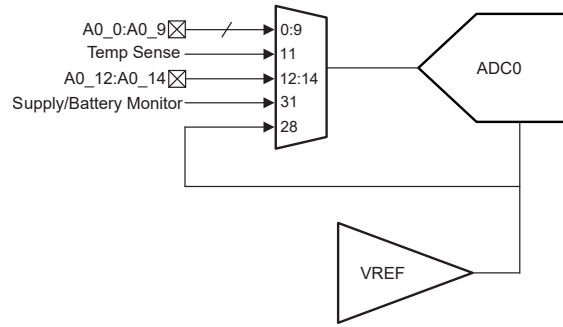 A0_0:A0_9 0:9
Temp Sense 11
A0_12:A0_14 12:14
Supply/Battery Monitor 31
28
ADC0
VREF